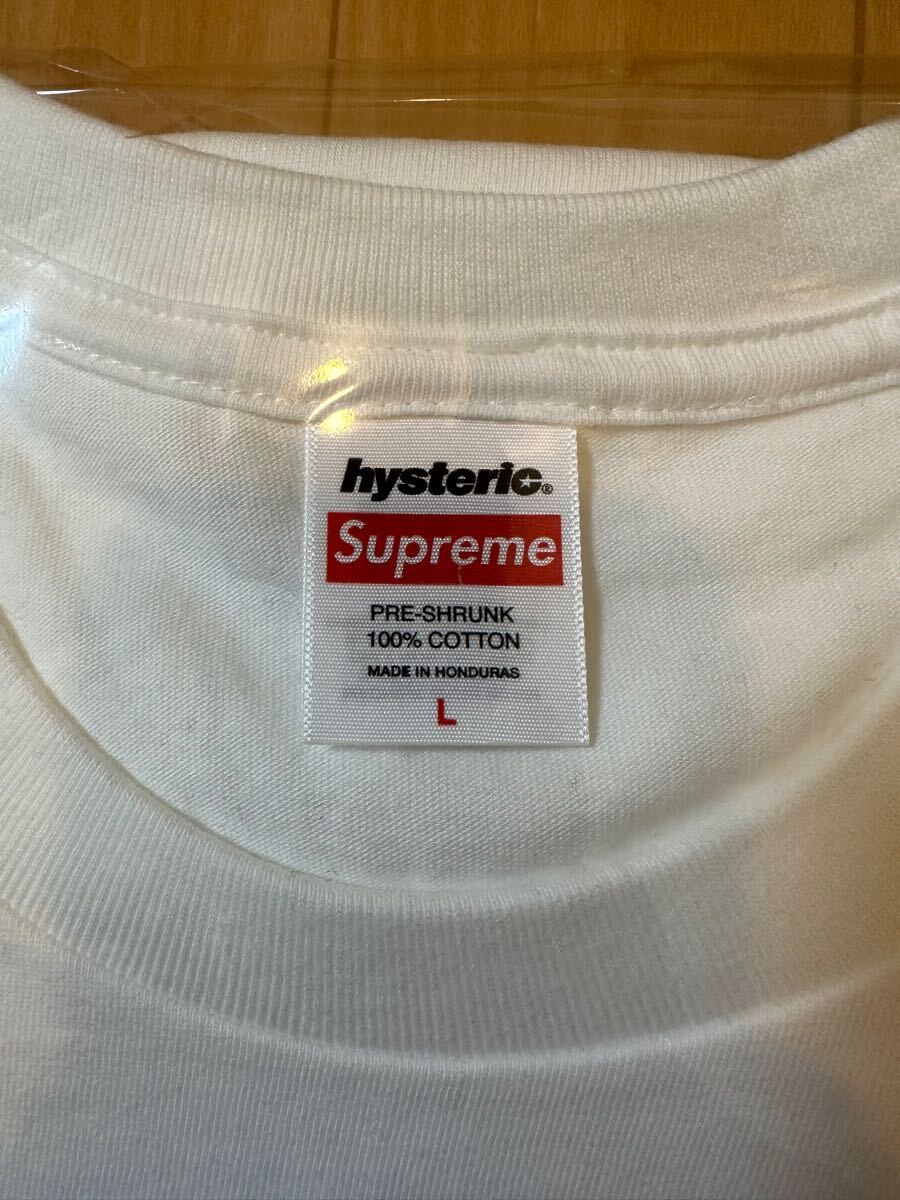 hysteric®
Supreme
PRE-SHRUNK
100% COTTON
MADE IN HONDURAS
L